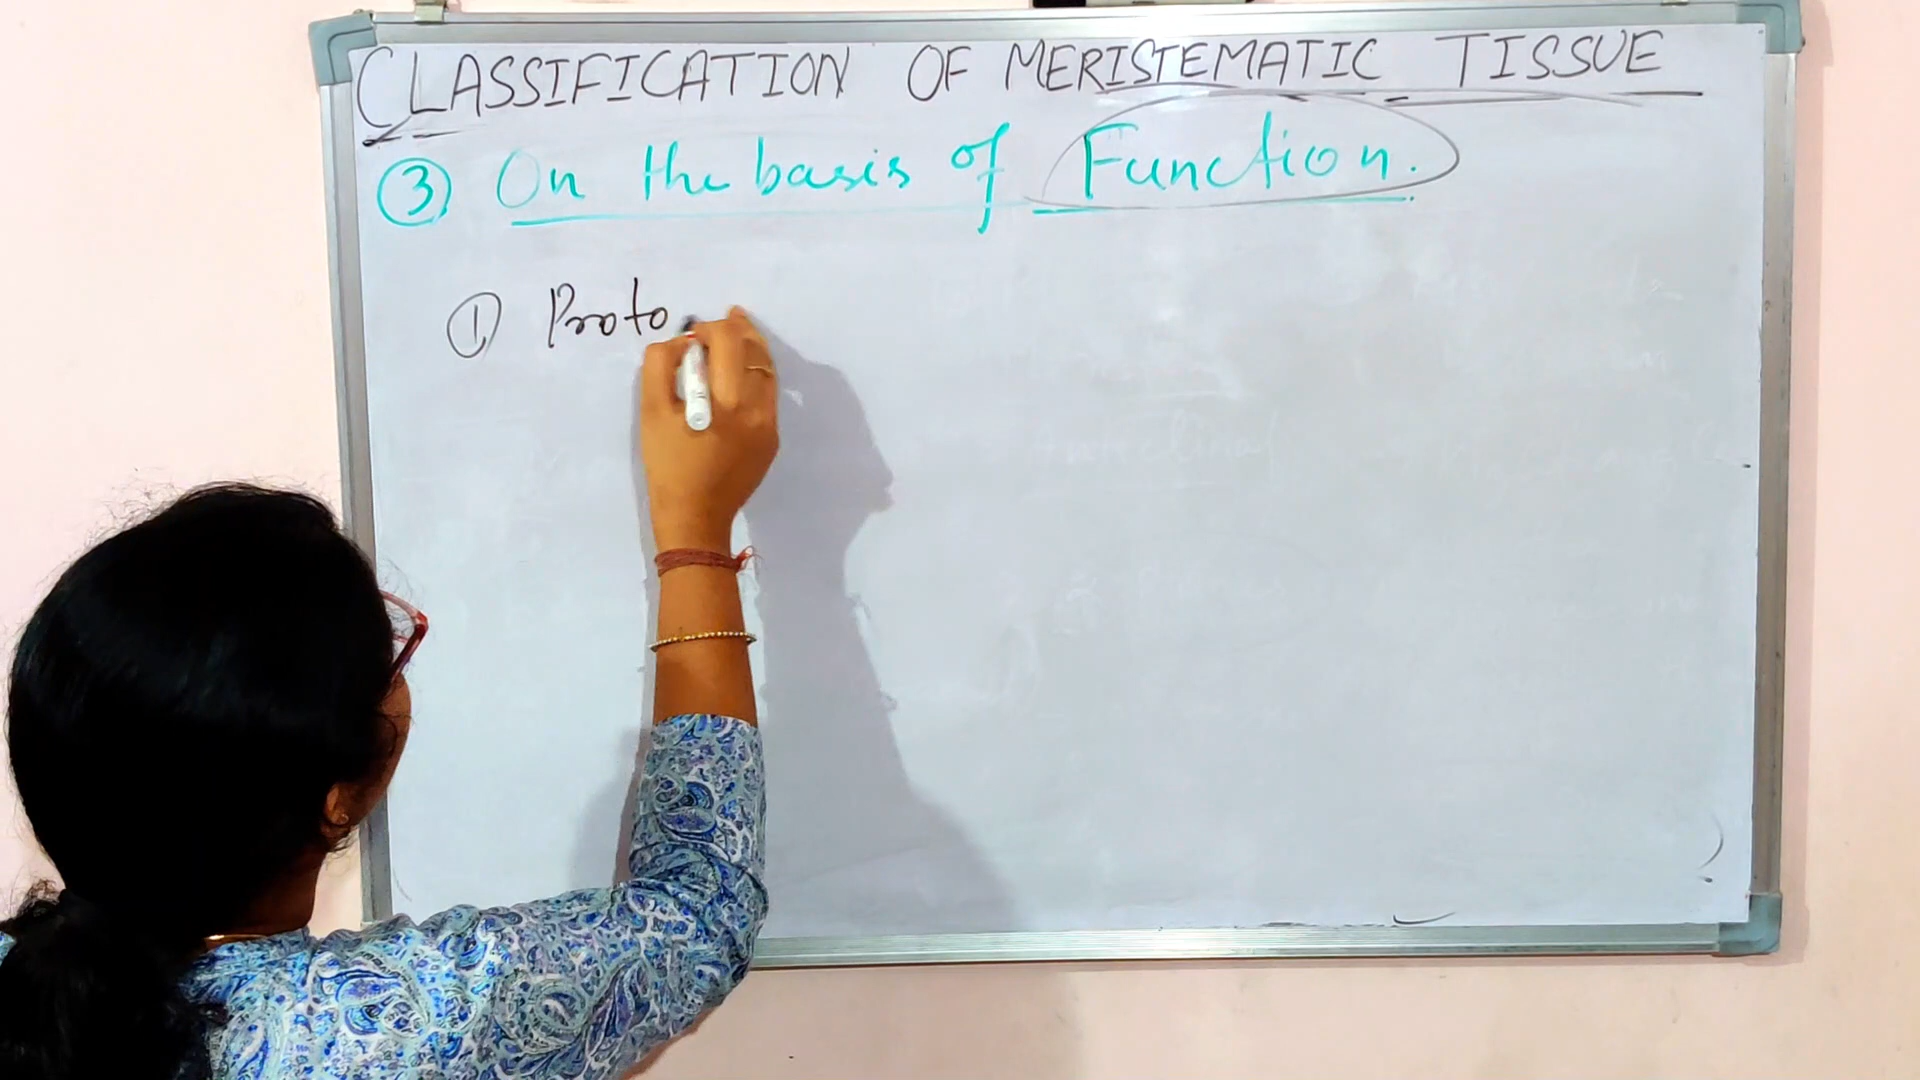 CLASSIFICATION OF MERISTEMATIC TISSUE
③ On the basis of Function.
① Proto